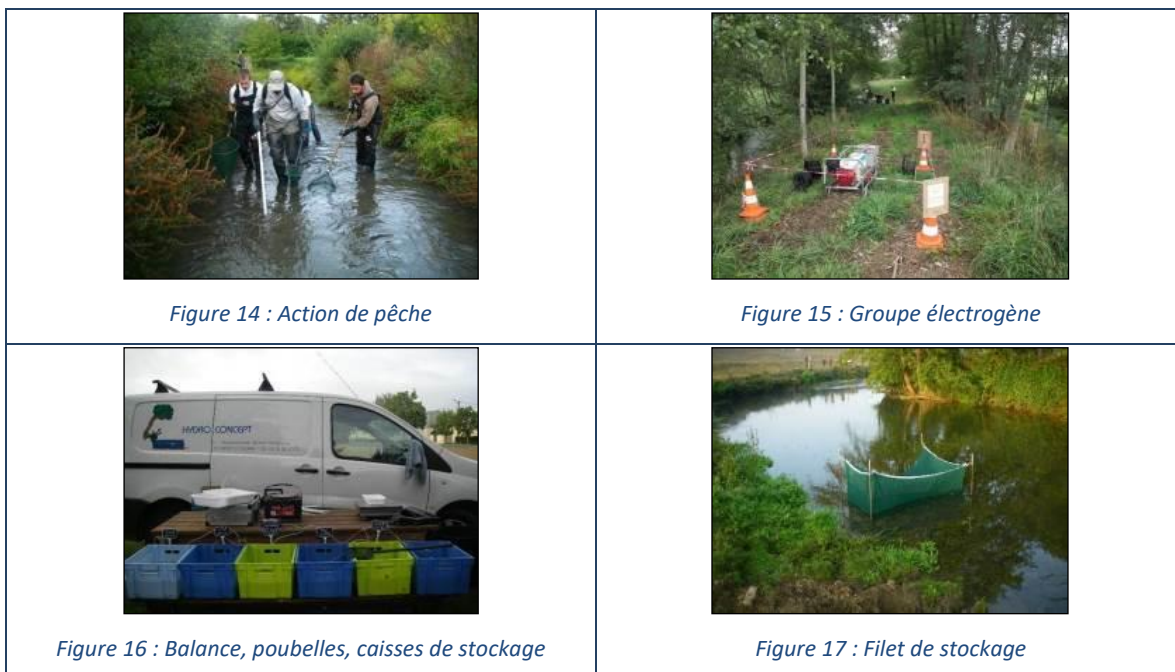 Figure 14 : Action de pêche
Figure 15 : Groupe électrogène
HYDRO CONCEPT
Figure 16 : Balance, poubelles, caisses de stockage
Figure 17 : Filet de stockage